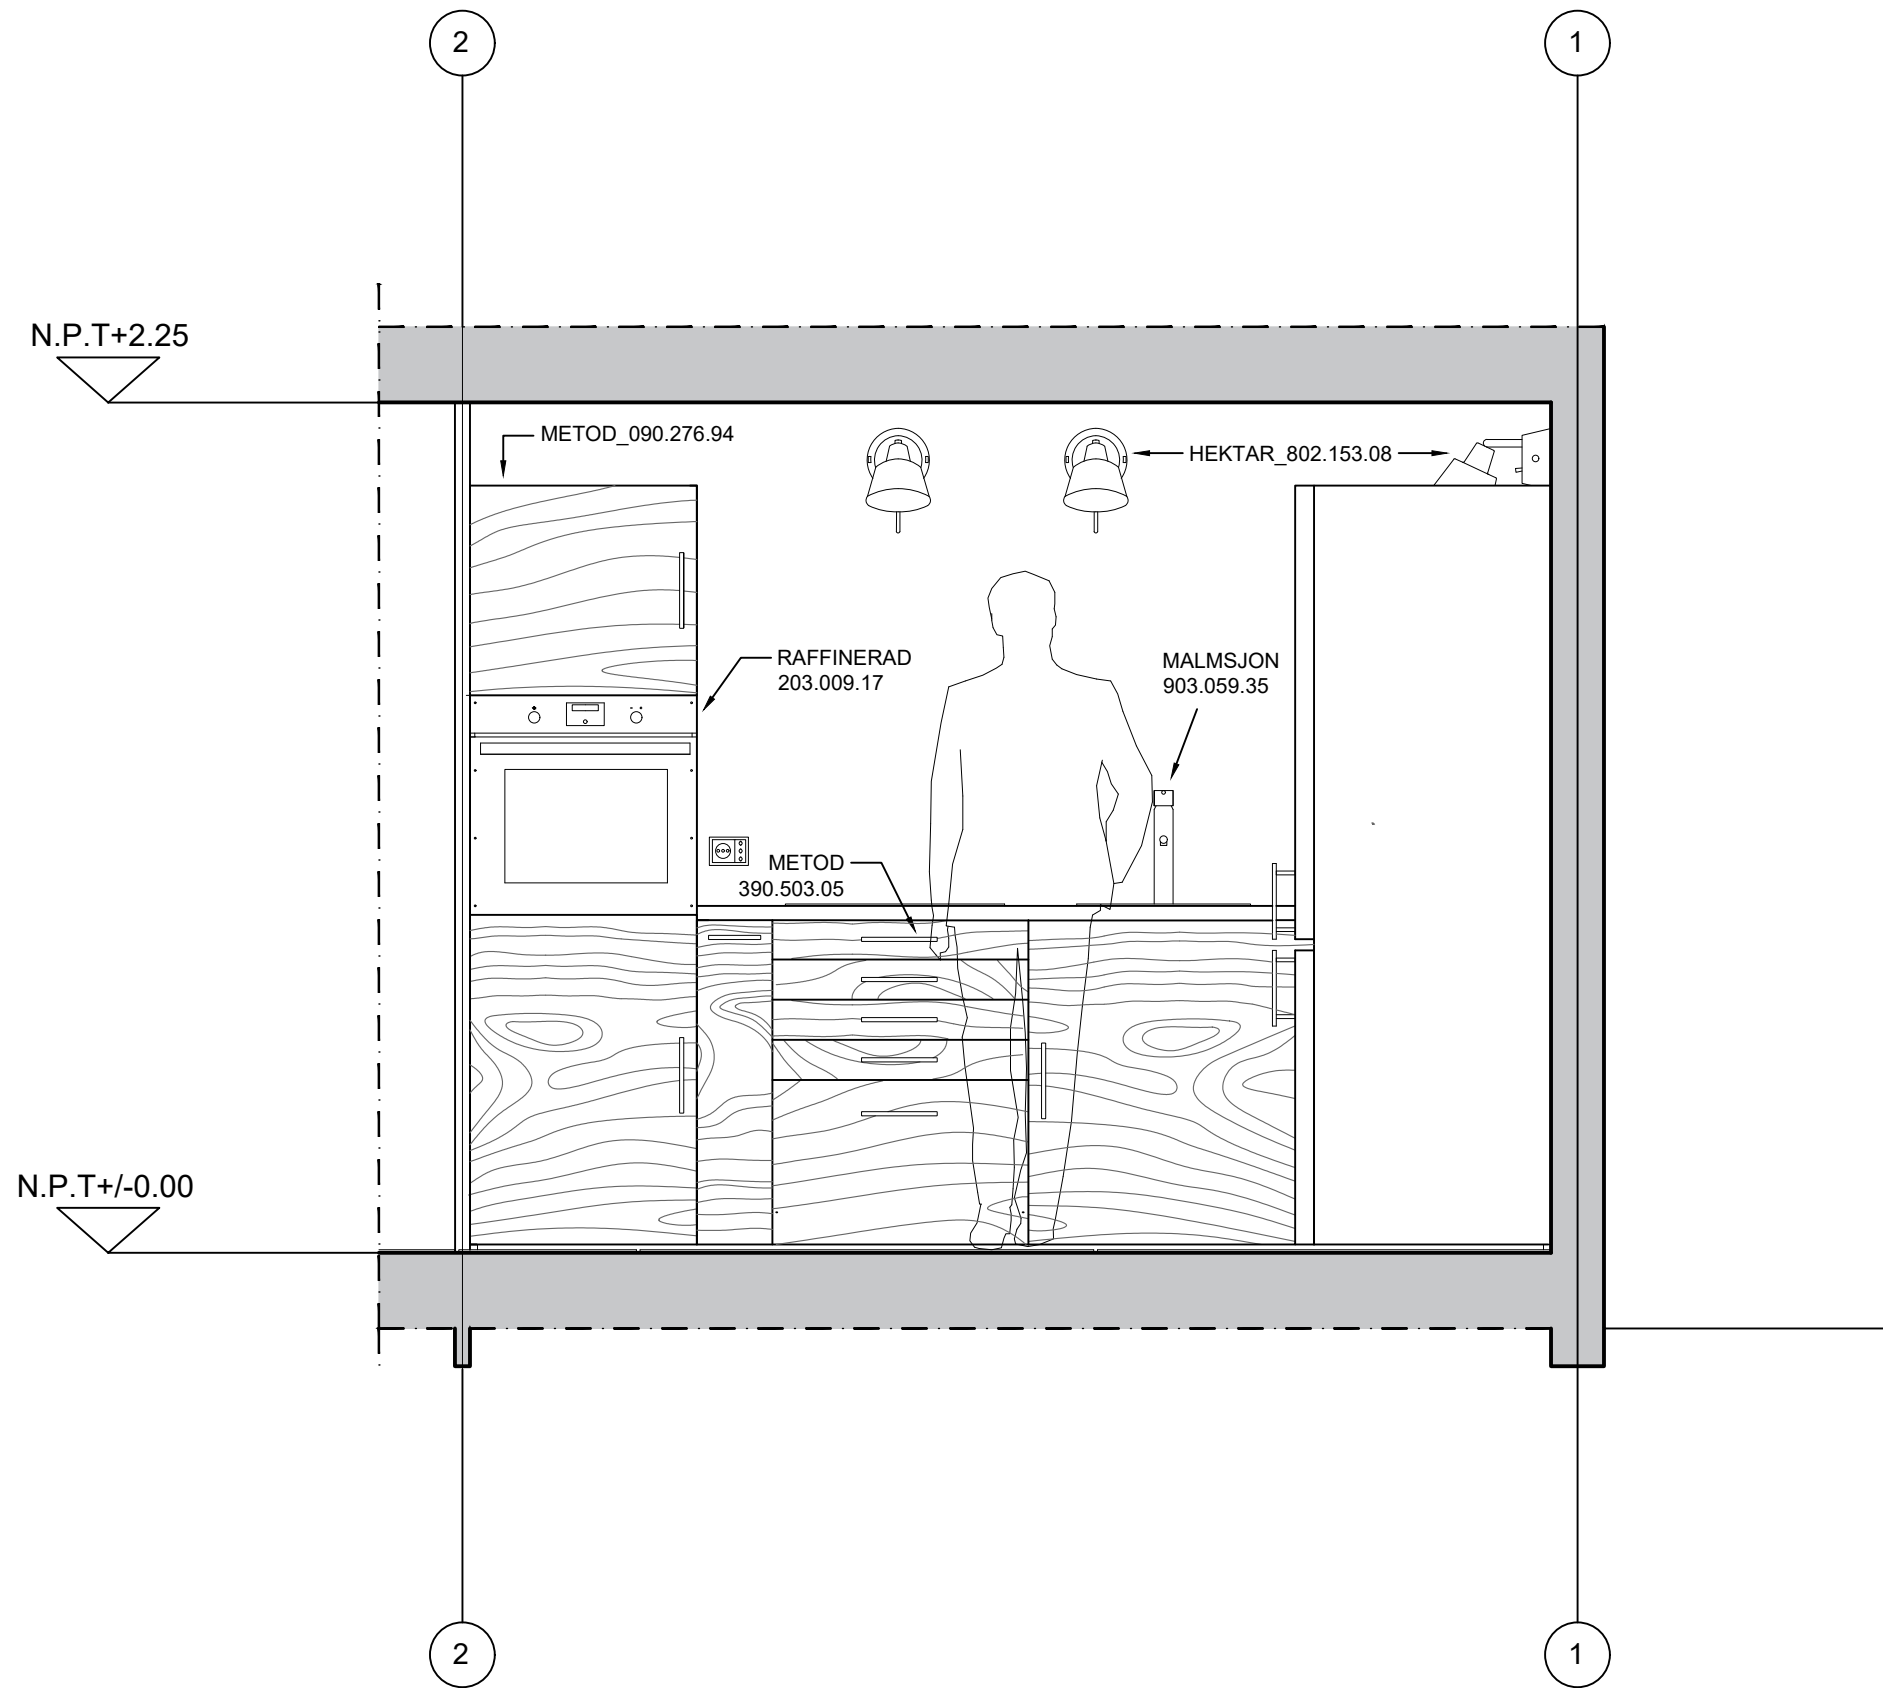 2
1
N.P.T+2.25
METOD_090.276.94
HEKTAR_802.153.08
RAFFINERAD
203.009.17
MALMSJON
903.059.35
METOD
390.503.05
N.P.T+/-0.00
2
1